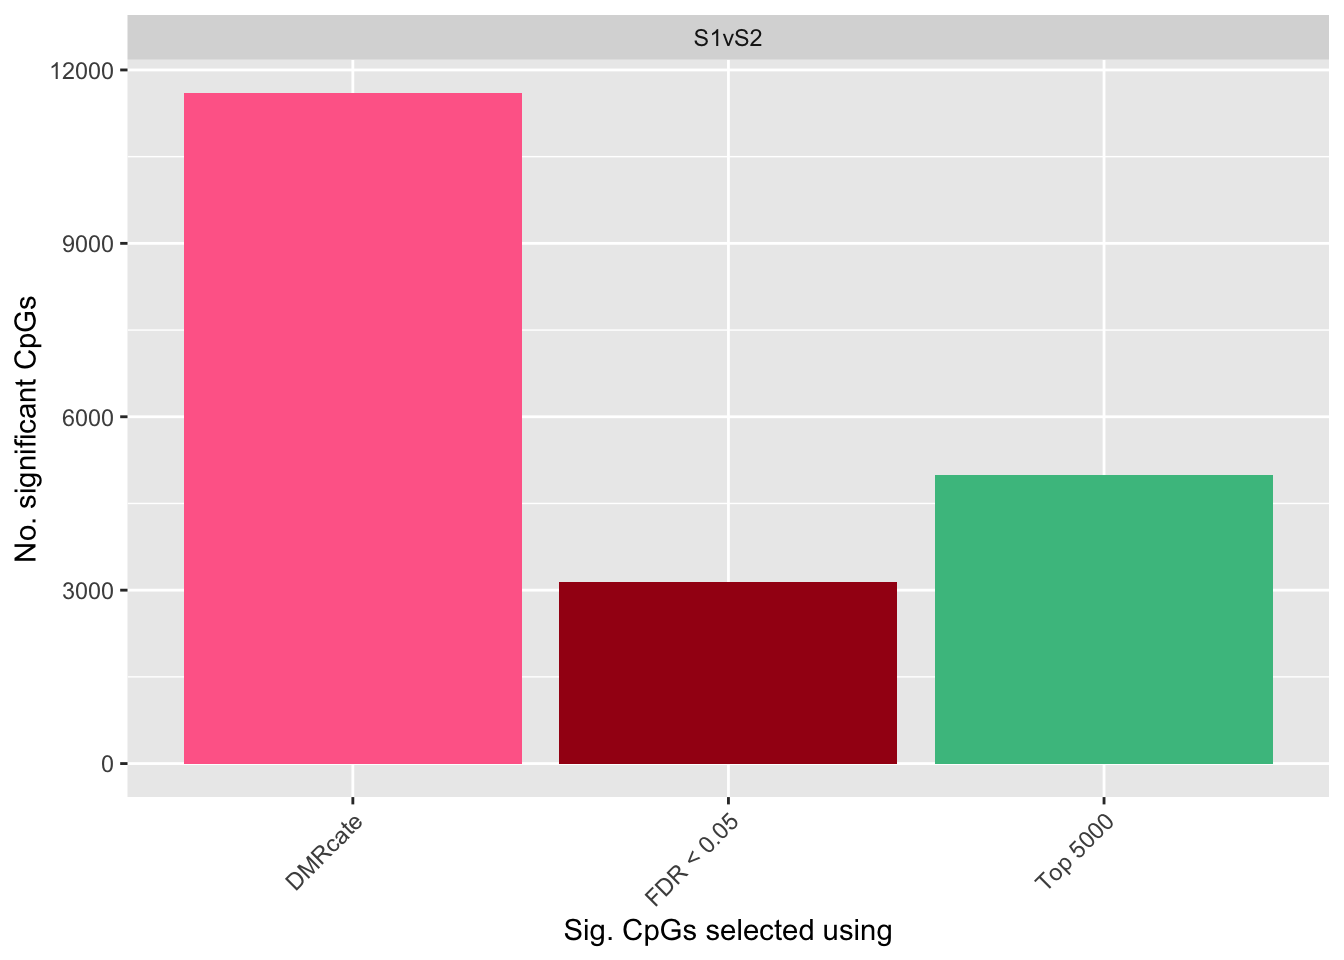 S1vS2
12000
9000
6000
3000
0
No. significant CpGs
DMRcate
FDR < 0.05
Top 5000
Sig. CpGs selected using